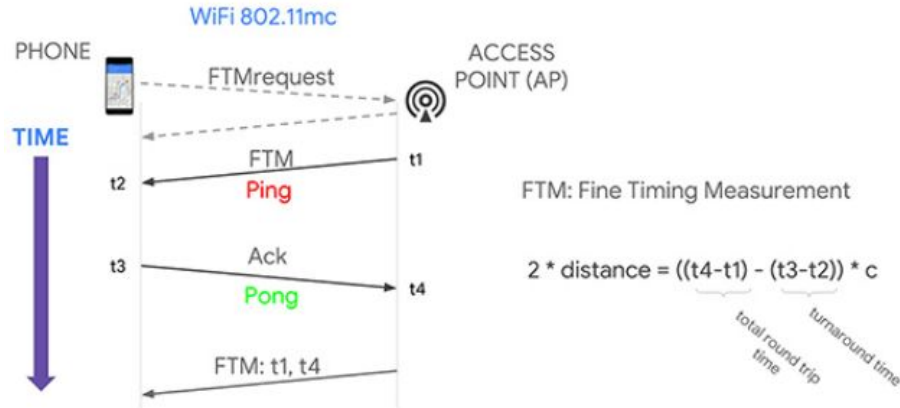 WiFi 802.11mc
PHONE
ACCESS
POINT (AP)
FTMrequest
TIME
FTM
t1
t2
Ping
FTM: Fine Timing Measurement
Ack
t3
t4
Pong
2 * distance = ((t4-t1) - (t3-t2)) * c
total round trip
time
turnaround time
FTM: t1, t4